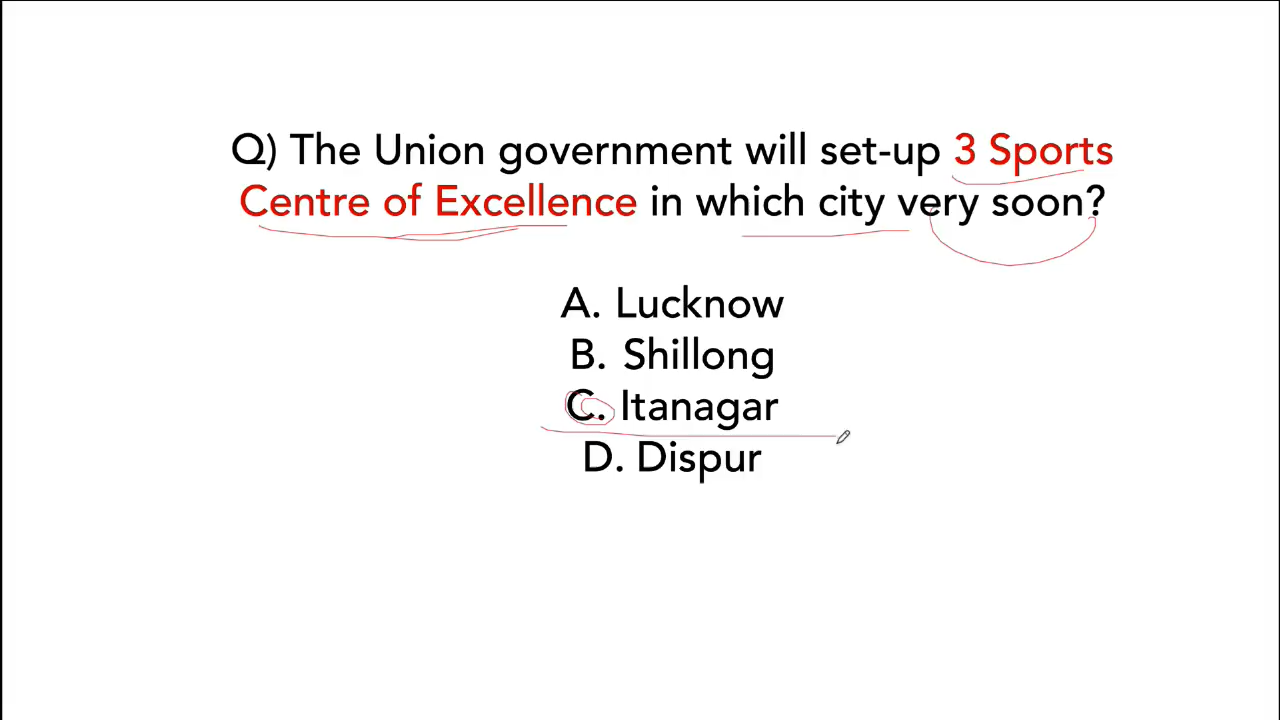 Q) The Union government will set-up 3 Sports
Centre of Excellence in which city very soon?
A. Lucknow
B. Shillong
C. Itanagar
D. Dispur